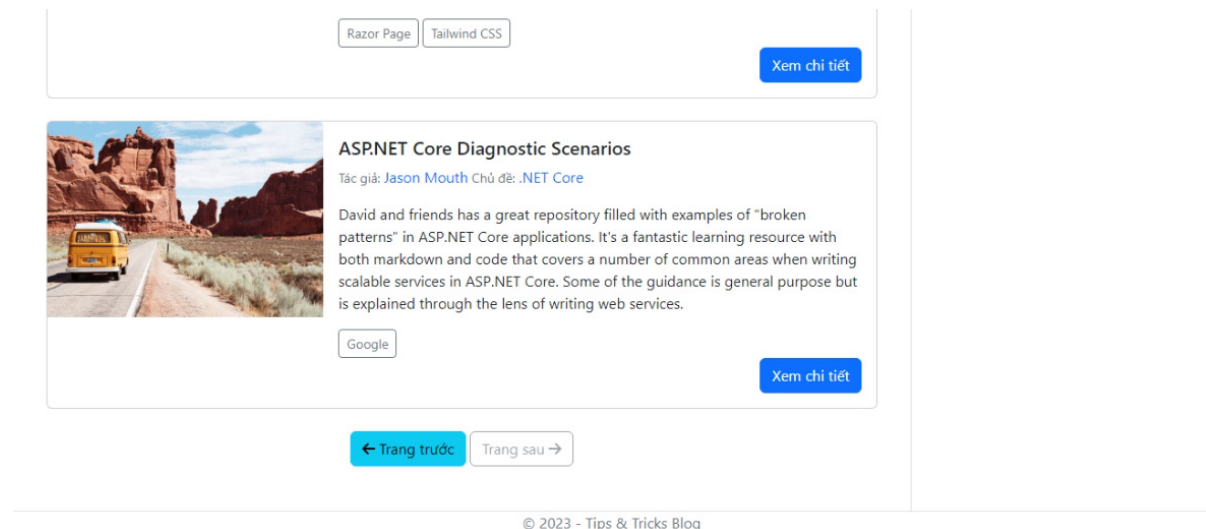 Razor Page Tailwind CSS
Xem chi tiết
ASP.NET Core Diagnostic Scenarios
Tác giả: Jason Mouth Chủ đề: .NET Core
David and friends has a great repository filled with examples of "broken
patterns" in ASP.NET Core applications. It's a fantastic learning resource with
both markdown and code that covers a number of common areas when writing
scalable services in ASP.NET Core. Some of the guidance is general purpose but
is explained through the lens of writing web services.
Google
Xem chi tiết
← Trang trước Trang sau →
© 2023 - Tips & Tricks Blog